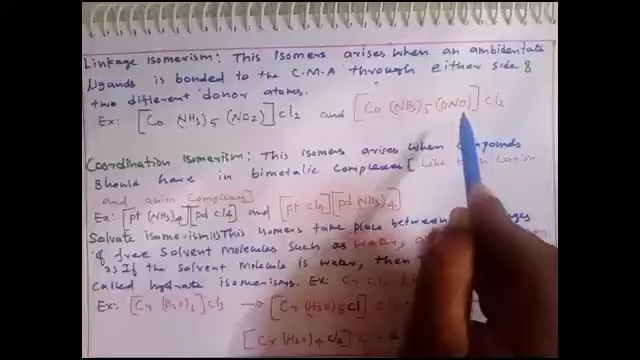 Linkage isomerism: This isomers arises when an ambidentate
ligands is bonded to the C.M.A through either side of
two different donor atoms.
Ex: [Co (NH3)5 (NO2)]Cl2 and [Co (NH3)5 (ONO)]Cl2
Coordination isomerism: This isomers arises when
should have in bimetalic complexes [Like
and anion complexes]
Ex: [pt (NH3)4][pd Cl4] and [pt Cl4][pd (NH3)4]
Solvate isomerism: This isomers take place between
of free solvent molecules such as water,
If the solvent molecule is water, then
called hydrate isomerism. Ex:
Ex: [Cr (H2O)6]Cl3 → [Cr (H2O)5 Cl]
[Cr (H2O)4 Cl2]